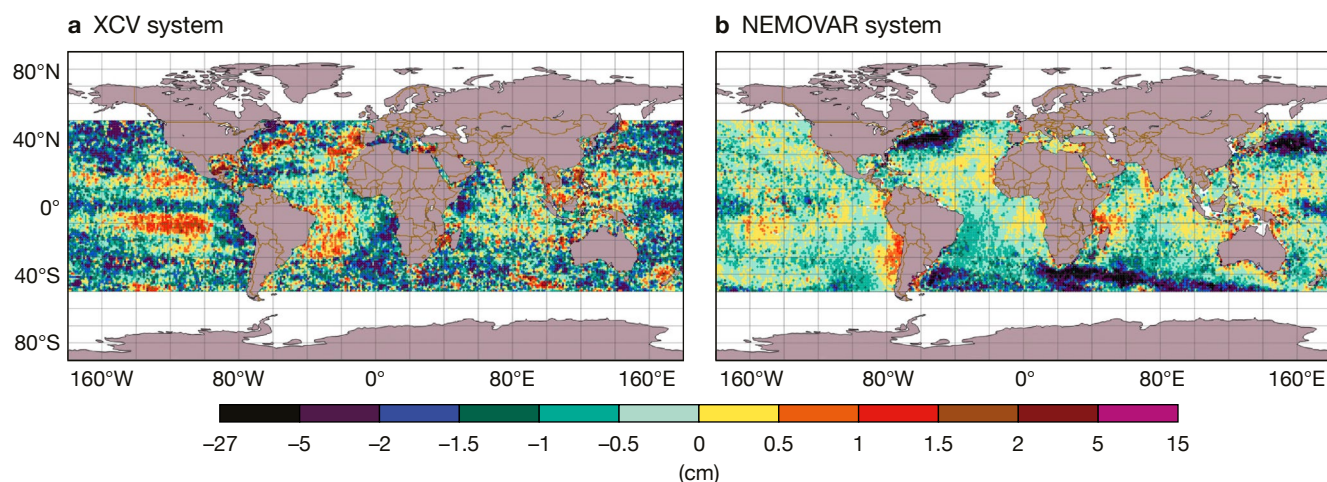 a XCV system
b NEMOVAR system
80°N
40°N
0°
40°S
80°S
160°W 80°W 0° 80°E 160°E
160°W 80°W 0° 80°E 160°E
–27 –5 –2 –1.5 –1 –0.5 0 0.5 1 1.5 2 5 15
(cm)